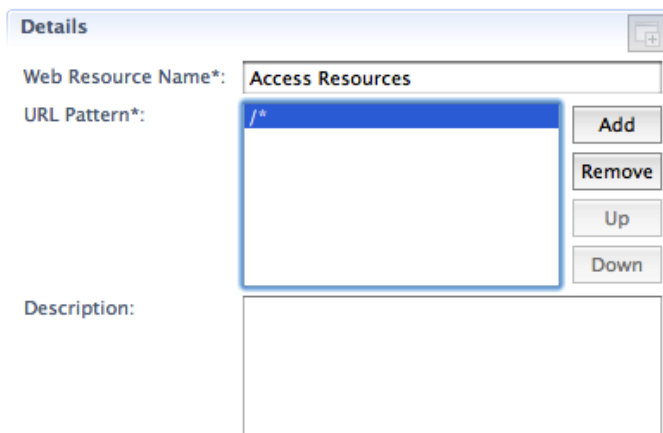 Details
Web Resource Name*: Access Resources
URL Pattern*: /* Add
Remove
Up
Down
Description: